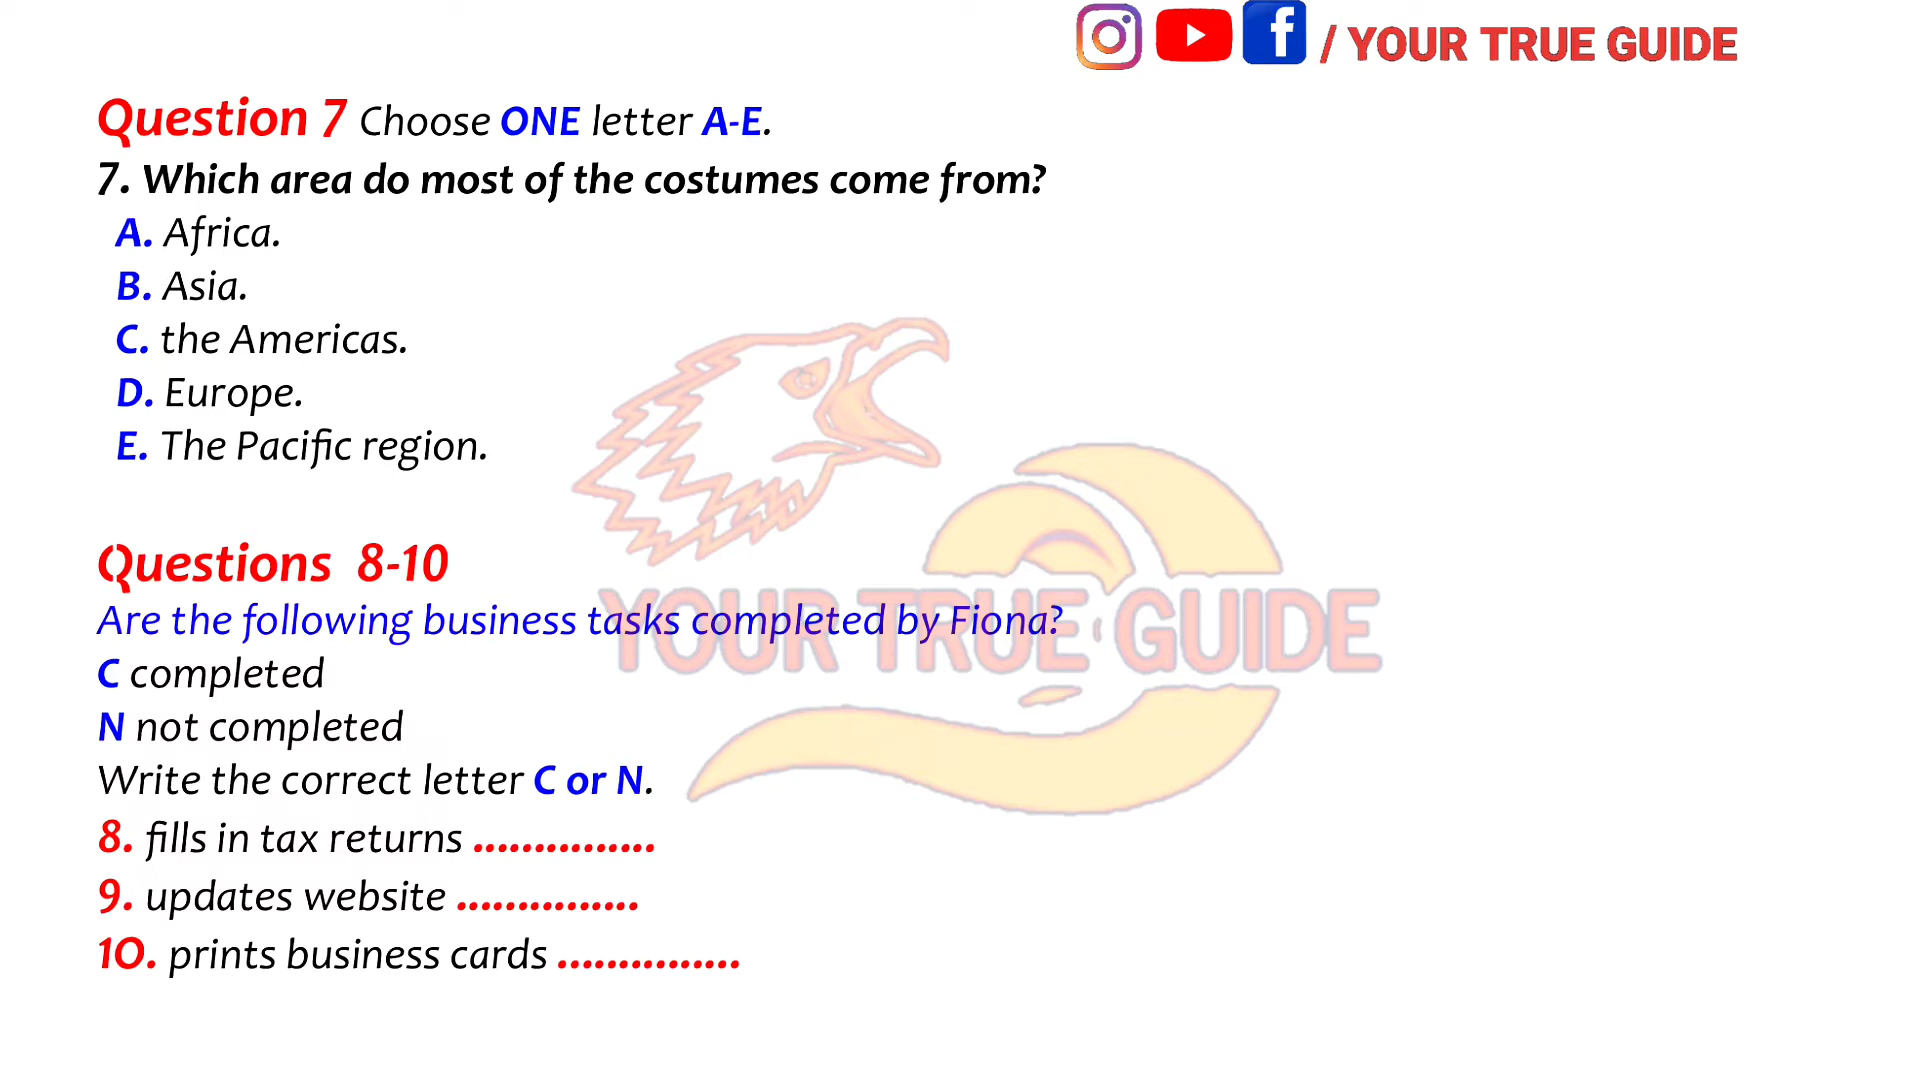 / YOUR TRUE GUIDE
Question 7 Choose ONE letter A-E.
7. Which area do most of the costumes come from?
A. Africa.
B. Asia.
C. the Americas.
D. Europe.
E. The Pacific region.
Questions 8-10
Are the following business tasks completed by Fiona?
YOUR TRUE GUIDE
C completed
N not completed
Write the correct letter C or N.
8. fills in tax returns ...............
9. updates website ...............
10. prints business cards ...............